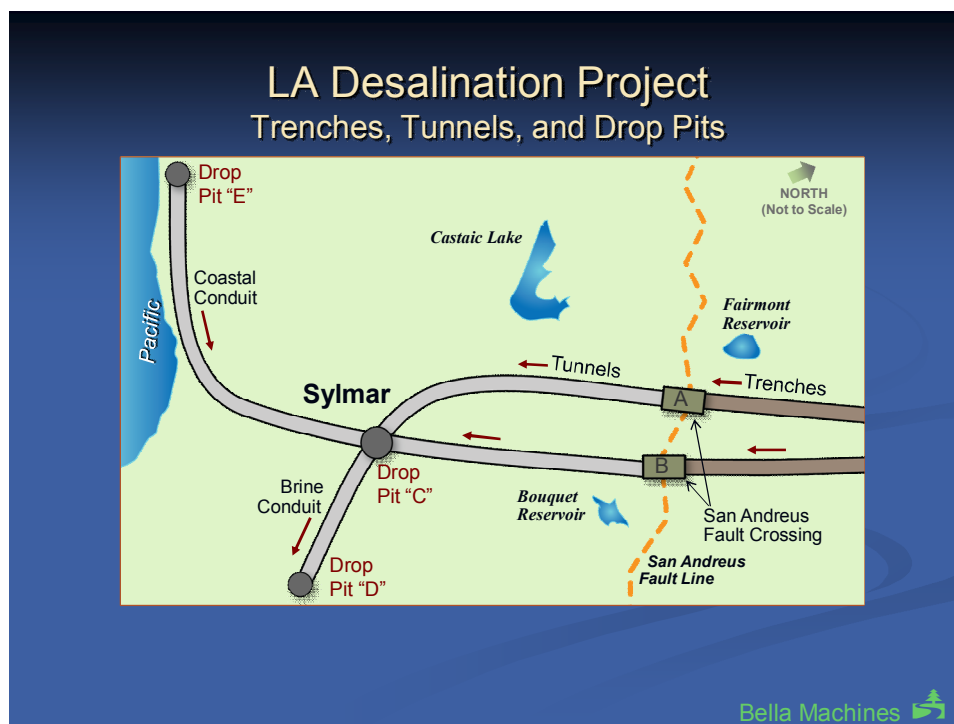 LA Desalination Project
Trenches, Tunnels, and Drop Pits
Drop
Pit “E”
NORTH
(Not to Scale)
Castaic Lake
Coastal
Conduit
Pacific
Fairmont
Reservoir
Tunnels
Trenches
Sylmar
A
B
Drop
Pit “C”
Brine
Conduit
Bouquet
Reservoir
San Andreus
Fault Crossing
San Andreus
Fault Line
Drop
Pit “D”
Bella Machines